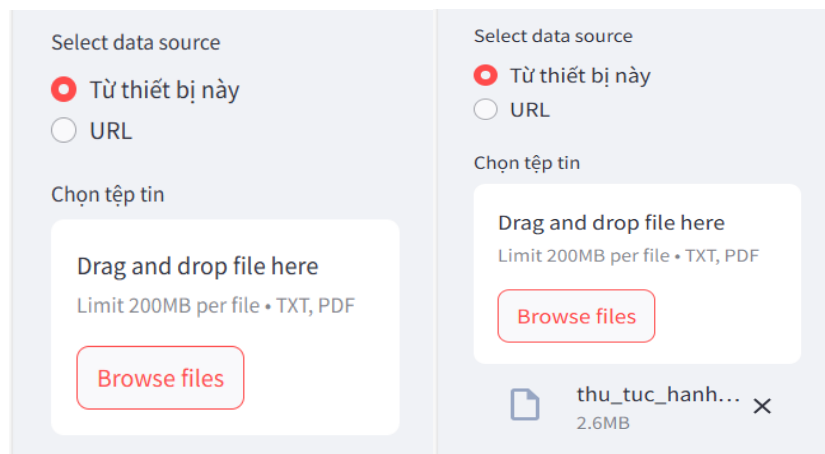 Select data source
Từ thiết bị này
URL
Chọn tệp tin
Drag and drop file here
Limit 200MB per file • TXT, PDF
Browse files
Select data source
Từ thiết bị này
URL
Chọn tệp tin
Drag and drop file here
Limit 200MB per file • TXT, PDF
Browse files
thu_tuc_hanh...
2.6MB